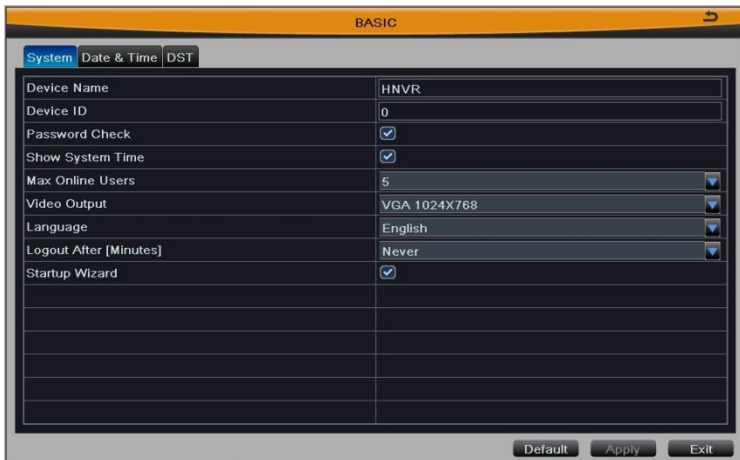 BASIC
System Date & Time DST
Device Name HNVR
Device ID 0
Password Check
Show System Time
Max Online Users 5
Video Output VGA 1024X768
Language English
Logout After [Minutes] Never
Startup Wizard
Default Apply Exit